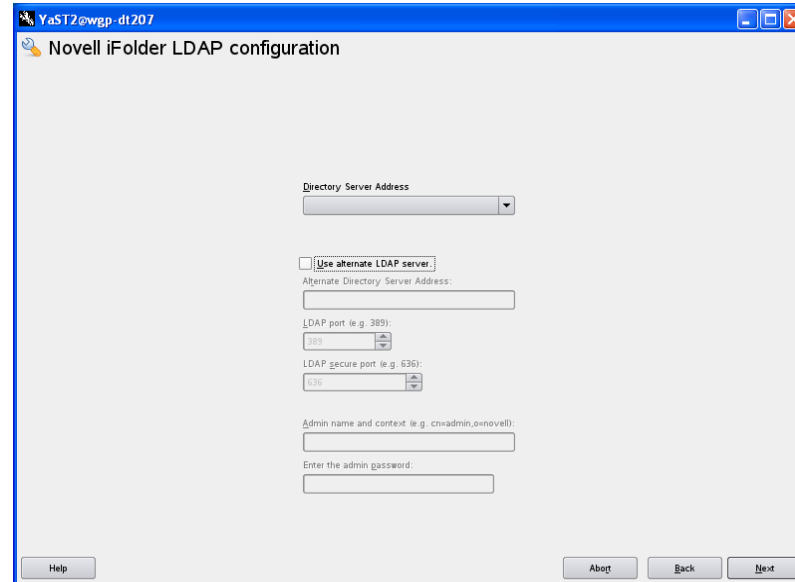 YaST2@wgp-dt207
Novell iFolder LDAP configuration
Directory Server Address
Use alternate LDAP server.
Alternate Directory Server Address:
LDAP port (e.g. 389):
389
LDAP secure port (e.g. 636):
636
Admin name and context (e.g. cn=admin,o=novell):
Enter the admin password:
Help Abort Back Next